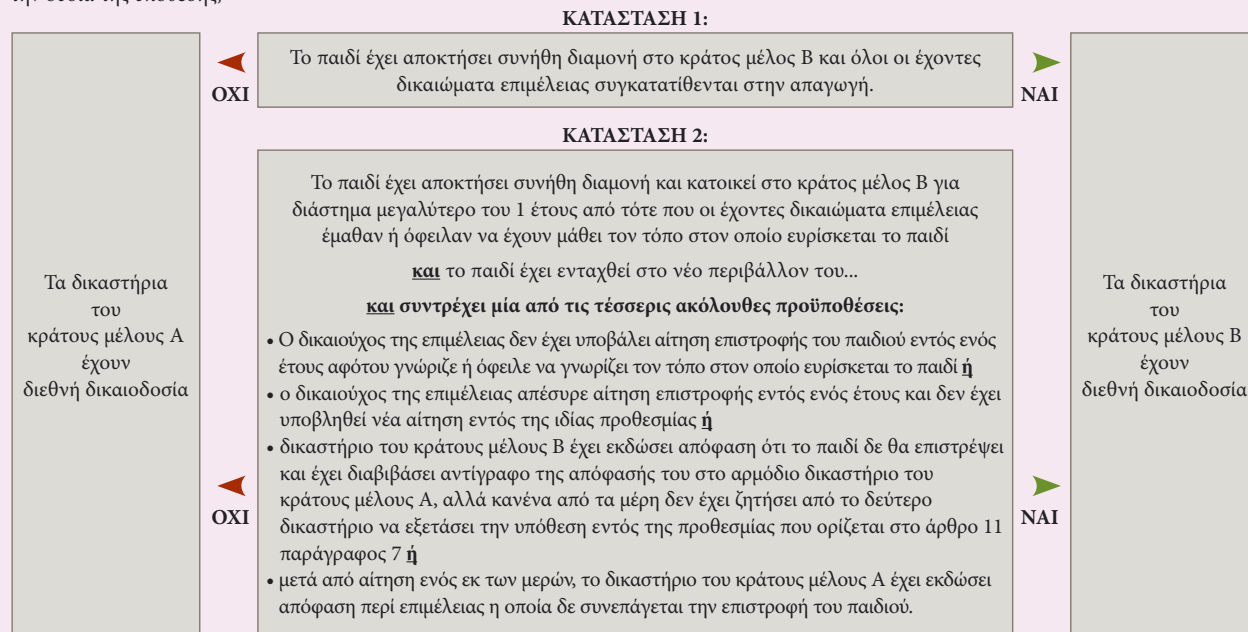 την ουσία της υπόθεσης;
ΚΑΤΑΣΤΑΣΗ 1:
Το παιδί έχει αποκτήσει συνήθη διαμονή στο κράτος μέλος Β και όλοι οι έχοντες
δικαιώματα επιμέλειας συγκατατίθενται στην απαγωγή.
ΟΧΙ
ΝΑΙ
ΚΑΤΑΣΤΑΣΗ 2:
Το παιδί έχει αποκτήσει συνήθη διαμονή και κατοικεί στο κράτος μέλος Β για
διάστημα μεγαλύτερο του 1 έτους από τότε που οι έχοντες δικαιώματα επιμέλειας
έμαθαν ή όφειλαν να έχουν μάθει τον τόπο στον οποίο ευρίσκεται το παιδί
και το παιδί έχει ενταχθεί στο νέο περιβάλλον του...
και συντρέχει μία από τις τέσσερις ακόλουθες προϋποθέσεις:
• Ο δικαιούχος της επιμέλειας δεν έχει υποβάλει αίτηση επιστροφής του παιδιού εντός ενός
έτους αφότου γνώριζε ή όφειλε να γνωρίζει τον τόπο στον οποίο ευρίσκεται το παιδί ή
• ο δικαιούχος της επιμέλειας απέσυρε αίτηση επιστροφής εντός ενός έτους και δεν έχει
υποβληθεί νέα αίτηση εντός της ιδίας προθεσμίας ή
• δικαστήριο του κράτους μέλους Β έχει εκδώσει απόφαση ότι το παιδί δε θα επιστρέψει
και έχει διαβιβάσει αντίγραφο της απόφασής του στο αρμόδιο δικαστήριο του
κράτους μέλους Α, αλλά κανένα από τα μέρη δεν έχει ζητήσει από το δεύτερο
δικαστήριο να εξετάσει την υπόθεση εντός της προθεσμίας που ορίζεται στο άρθρο 11
παράγραφος 7 ή
• μετά από αίτηση ενός εκ των μερών, το δικαστήριο του κράτους μέλους Α έχει εκδώσει
απόφαση περί επιμέλειας η οποία δε συνεπάγεται την επιστροφή του παιδιού.
ΟΧΙ
ΝΑΙ
Τα δικαστήρια
του
κράτους μέλους Α
έχουν
διεθνή δικαιοδοσία
Τα δικαστήρια
του
κράτους μέλους Β
έχουν
διεθνή δικαιοδοσία